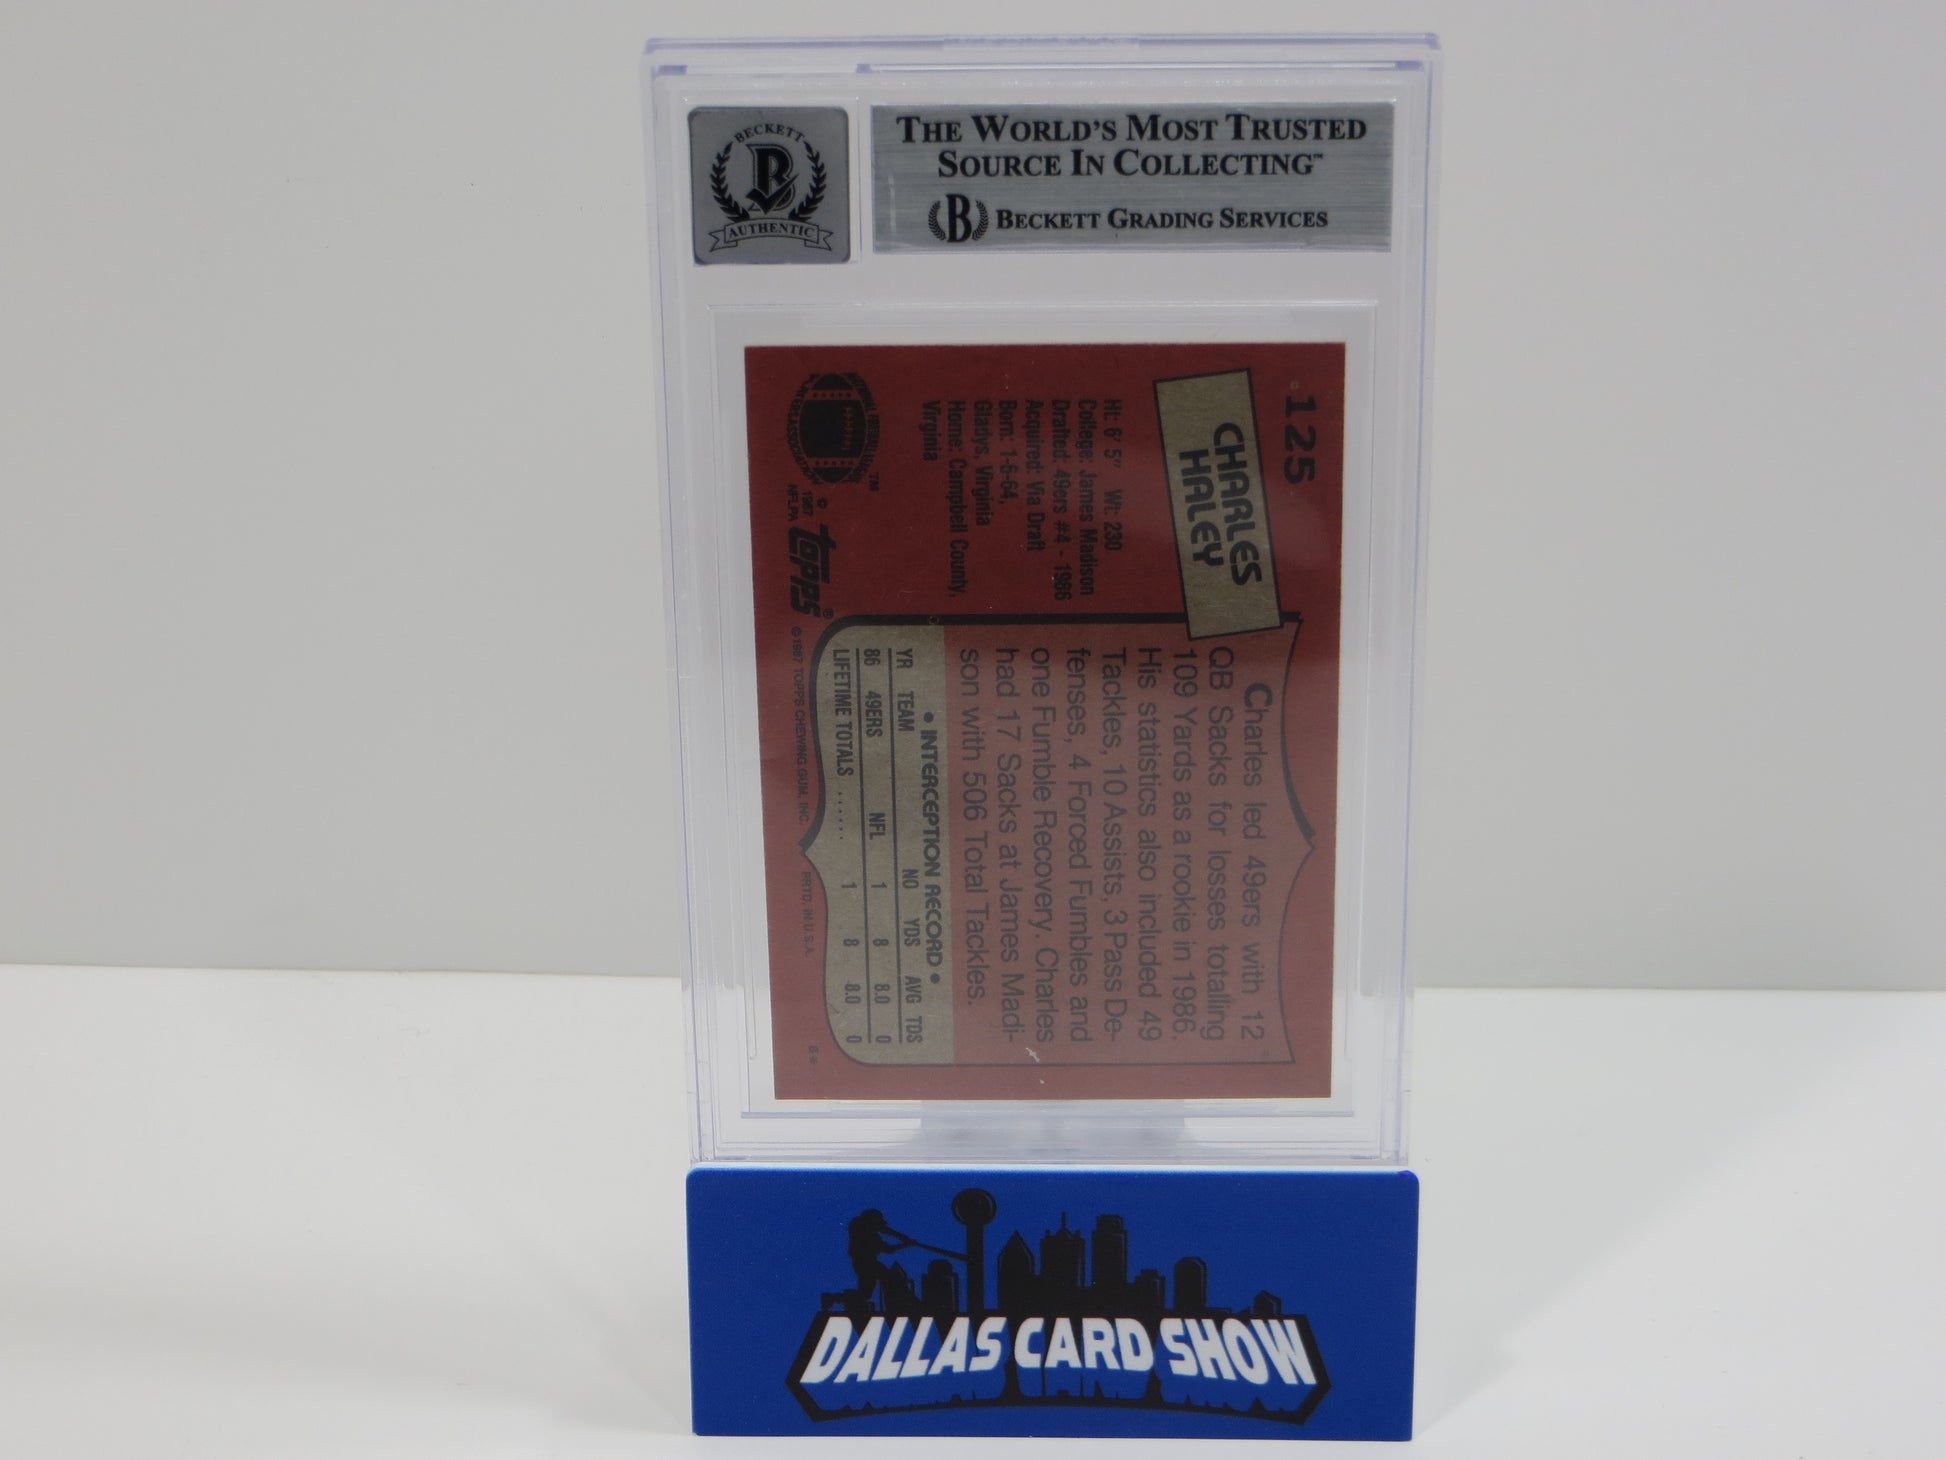 BECKETT
B
AUTHENTIC
THE WORLD'S MOST TRUSTED
SOURCE IN COLLECTING™
B BECKETT GRADING SERVICES
125
CHARLES
HALEY
Ht: 6' 5" Wt: 230
College: James Madison
Drafted: 49ers #4 - 1986
Acquired: Via Draft
Born: 1-6-64,
Gladys, Virginia
Home: Campbell County,
Virginia
™
© 1987
NFLPA
TOPPS®
Charles led 49ers with 12
QB Sacks for losses totalling
109 Yards as a rookie in 1986.
His statistics also included 49
Tackles, 10 Assists, 3 Pass De-
fenses, 4 Forced Fumbles and
one Fumble Recovery. Charles
had 17 Sacks at James Madi-
son with 506 Total Tackles.
• INTERCEPTION RECORD •
YR TEAM NO YDS AVG TDS
86 49ERS NFL 1 8 8.0 0
LIFETIME TOTALS ...... 1 8 8.0 0
©1987 TOPPS CHEWING GUM, INC. PRTD. IN U.S.A.
DALLAS CARD SHOW